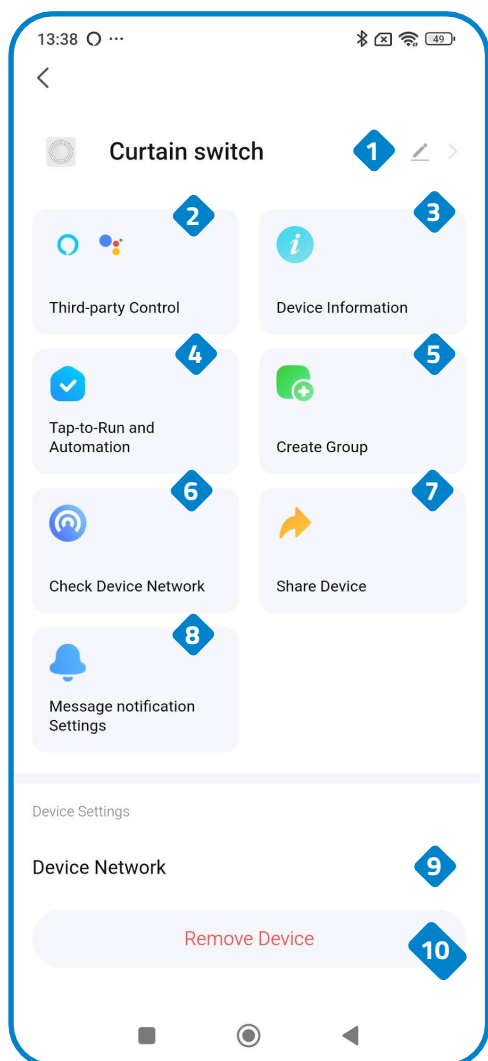 13:38 ... 49
Curtain switch 1
2
3
Third-party Control
Device Information
4
5
Tap-to-Run and
Automation
Create Group
6
7
Check Device Network
Share Device
8
Message notification
Settings
Device Settings
Device Network 9
Remove Device 10